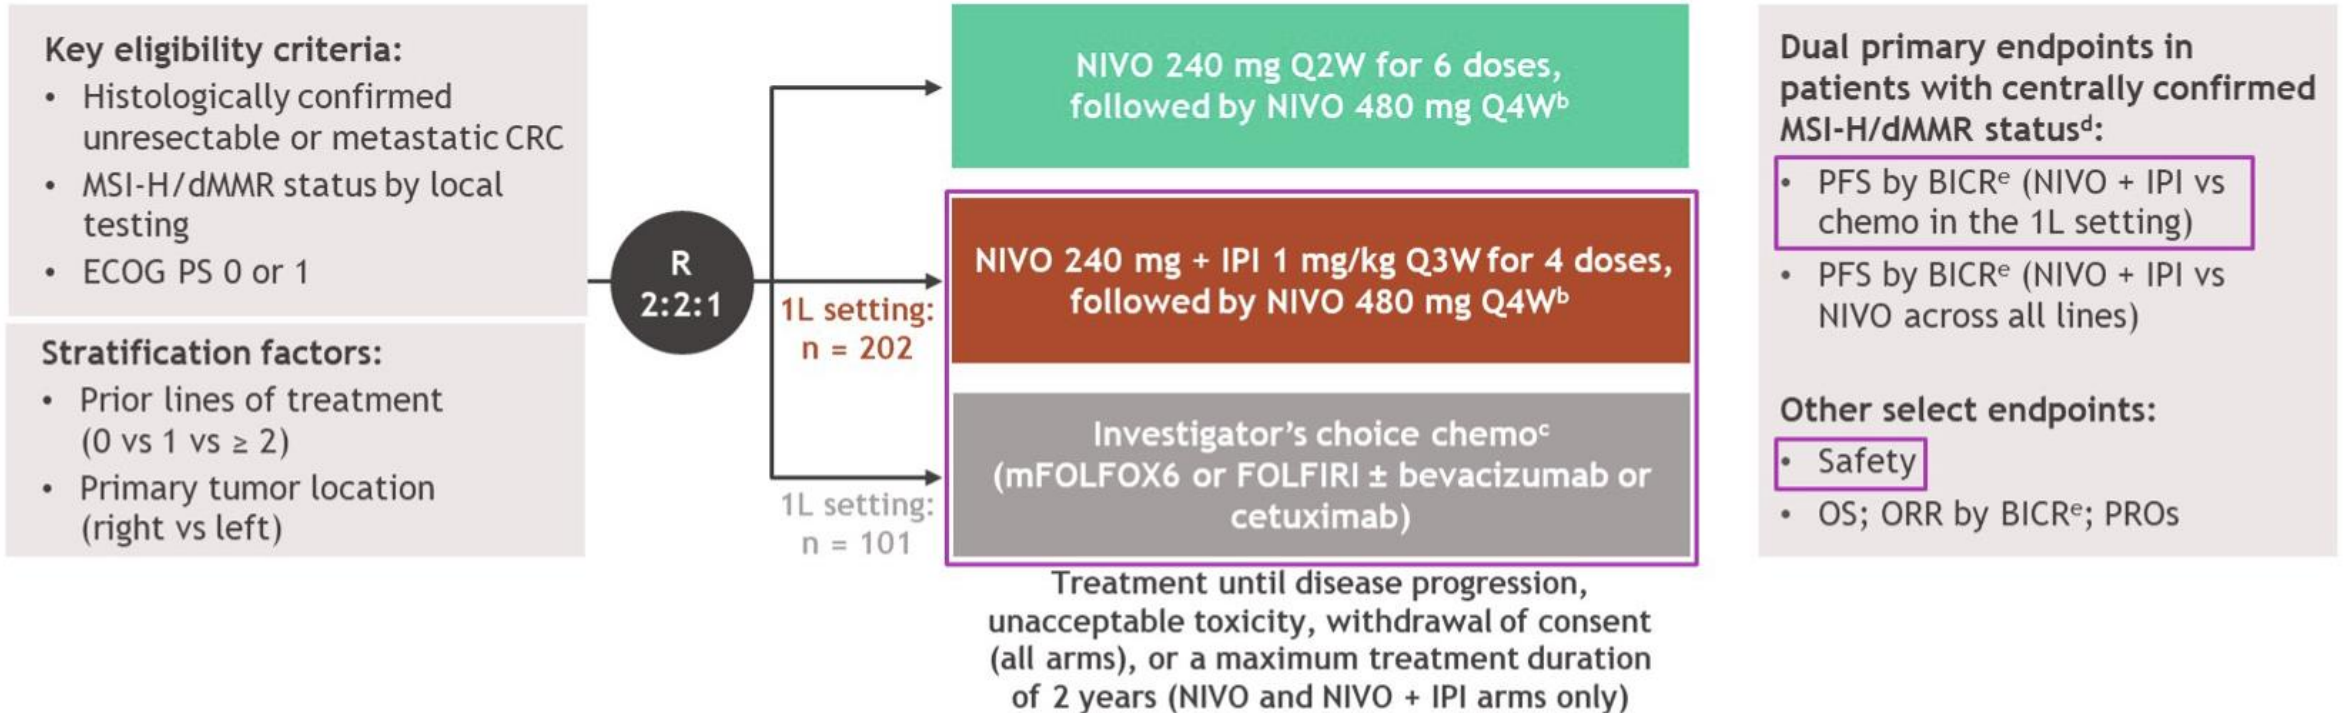 Key eligibility criteria:
• Histologically confirmed
unresectable or metastatic CRC
• MSI-H/dMMR status by local
testing
• ECOG PS 0 or 1
Stratification factors:
• Prior lines of treatment
(0 vs 1 vs ≥ 2)
• Primary tumor location
(right vs left)
R
2:2:1
NIVO 240 mg Q2W for 6 doses,
followed by NIVO 480 mg Q4Wᵇ
1L setting:
n = 202
NIVO 240 mg + IPI 1 mg/kg Q3W for 4 doses,
followed by NIVO 480 mg Q4Wᵇ
1L setting:
n = 101
Investigator's choice chemoᶜ
(mFOLFOX6 or FOLFIRI ± bevacizumab or
cetuximab)
Treatment until disease progression,
unacceptable toxicity, withdrawal of consent
(all arms), or a maximum treatment duration
of 2 years (NIVO and NIVO + IPI arms only)
Dual primary endpoints in
patients with centrally confirmed
MSI-H/dMMR statusᵈ:
• PFS by BICRᵉ (NIVO + IPI vs
chemo in the 1L setting)
• PFS by BICRᵉ (NIVO + IPI vs
NIVO across all lines)
Other select endpoints:
• Safety
• OS; ORR by BICRᵉ; PROs